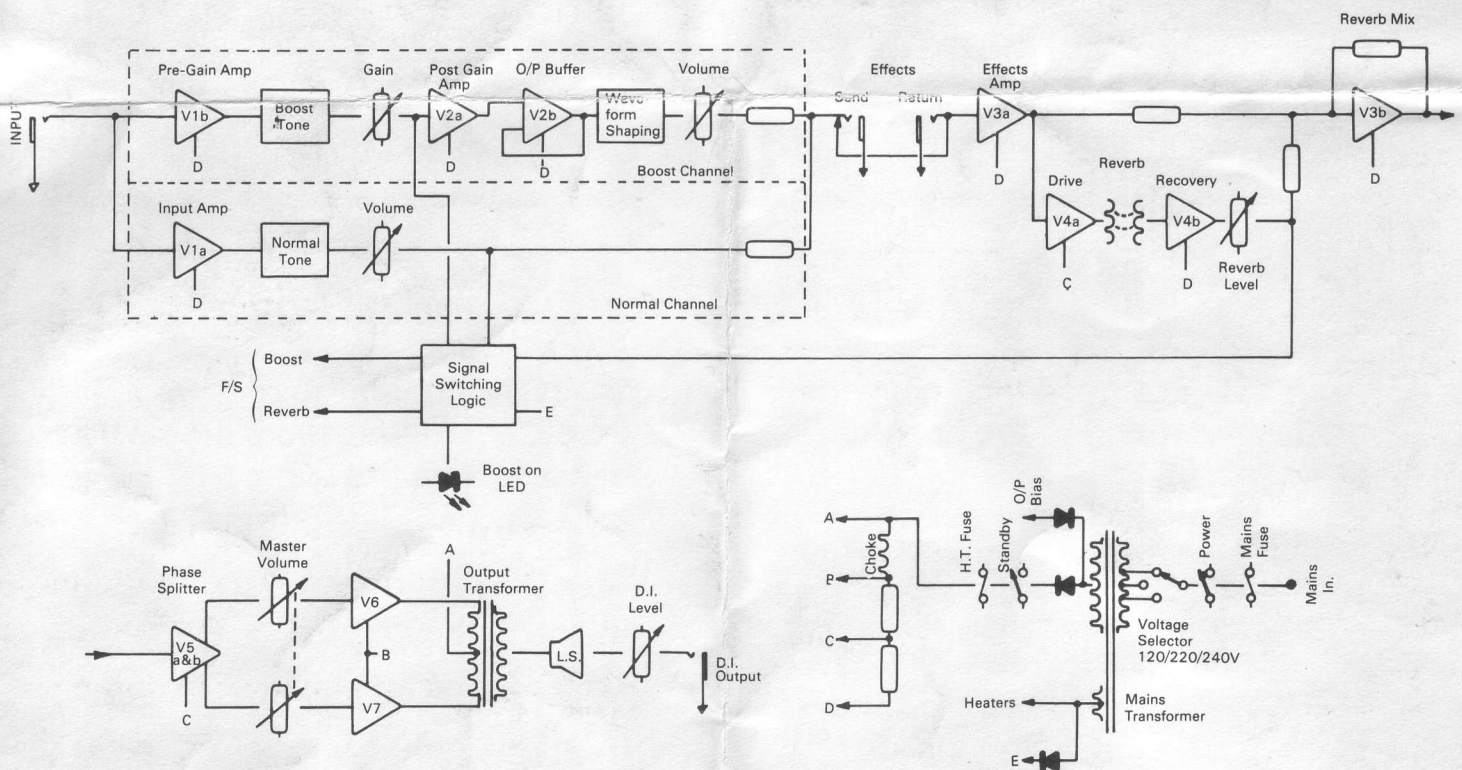 Reverb Mix
Pre-Gain Amp
Gain
Post Gain
Amp
O/P Buffer
Volume
Effects
Effects
Amp
INPUT
V1b
Boost
Tone
V2a
V2b
Wave
form
Shaping
Send
Return
V3a
V3b
D
D
D
D
D
Boost Channel
Reverb
Drive
Recovery
Input Amp
Volume
V1a
Normal
Tone
V4a
V4b
D
C
D
Reverb
Level
Normal Channel
F/S
Boost
Reverb
Signal
Switching
Logic
E
Boost on
LED
Phase
Splitter
Master
Volume
A
Output
Transformer
D.I.
Level
V5
a&b
V6
B
V7
C
L.S.
D.I.
Output
A
B
C
D
Choke
H.T. Fuse
Standby
O/P
Bias
Power
Mains
Fuse
Mains
In.
Voltage
Selector
120/220/240V
Heaters
Mains
Transformer
E